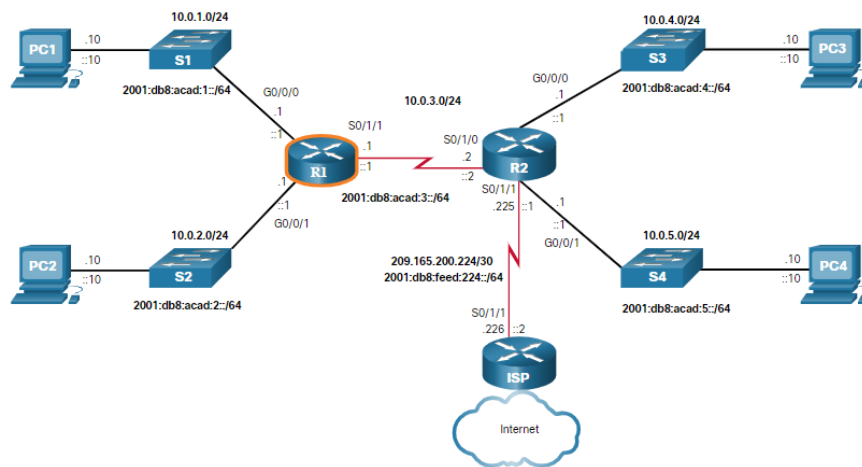 10.0.1.0/24
10.0.4.0/24
PC1
.10
::10
S1
S3
.10
::10
PC3
2001:db8:acad:1::/64
G0/0/0
.1
::1
10.0.3.0/24
G0/0/0
.1
::1
2001:db8:acad:4::/64
S0/1/1
.1
::1
R1
S0/1/0
.2
::2
R2
2001:db8:acad:3::/64
.1
::1
G0/0/1
S0/1/1
.225
::1
.1
::1
G0/0/1
10.0.2.0/24
10.0.5.0/24
PC2
.10
::10
S2
209.165.200.224/30
2001:db8:feed:224::/64
S4
.10
::10
PC4
2001:db8:acad:2::/64
2001:db8:acad:5::/64
S0/1/1
.226
::2
ISP
Internet